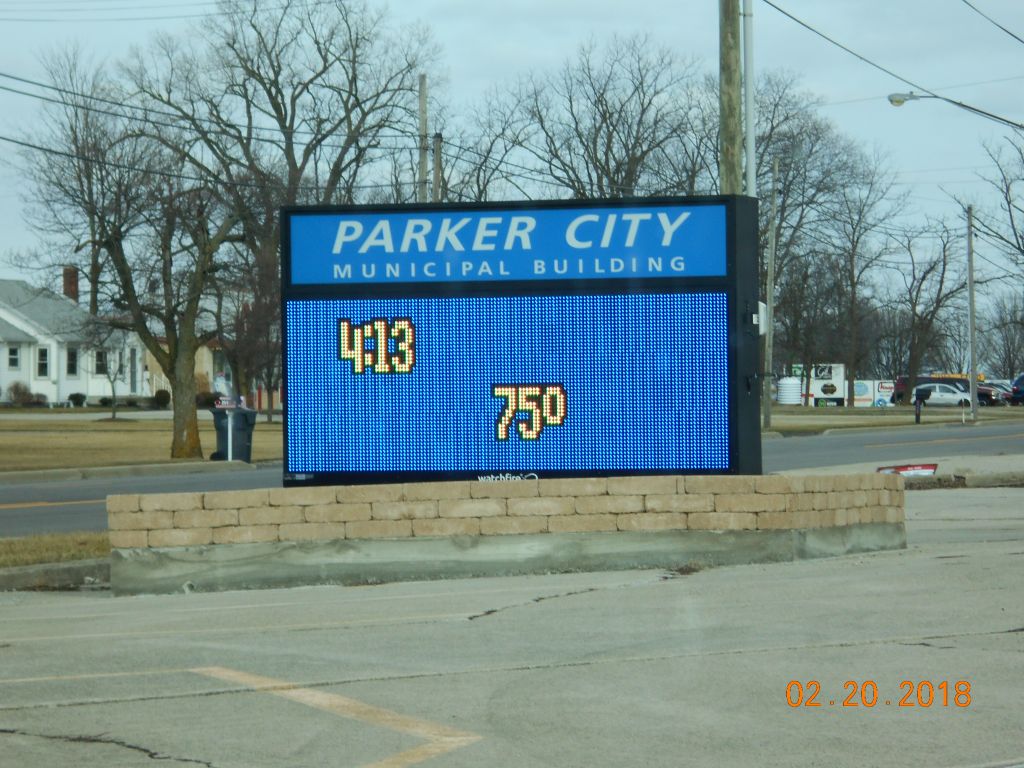 PARKER CITY
MUNICIPAL BUILDING
4:13
75°
watchfire
02.20.2018